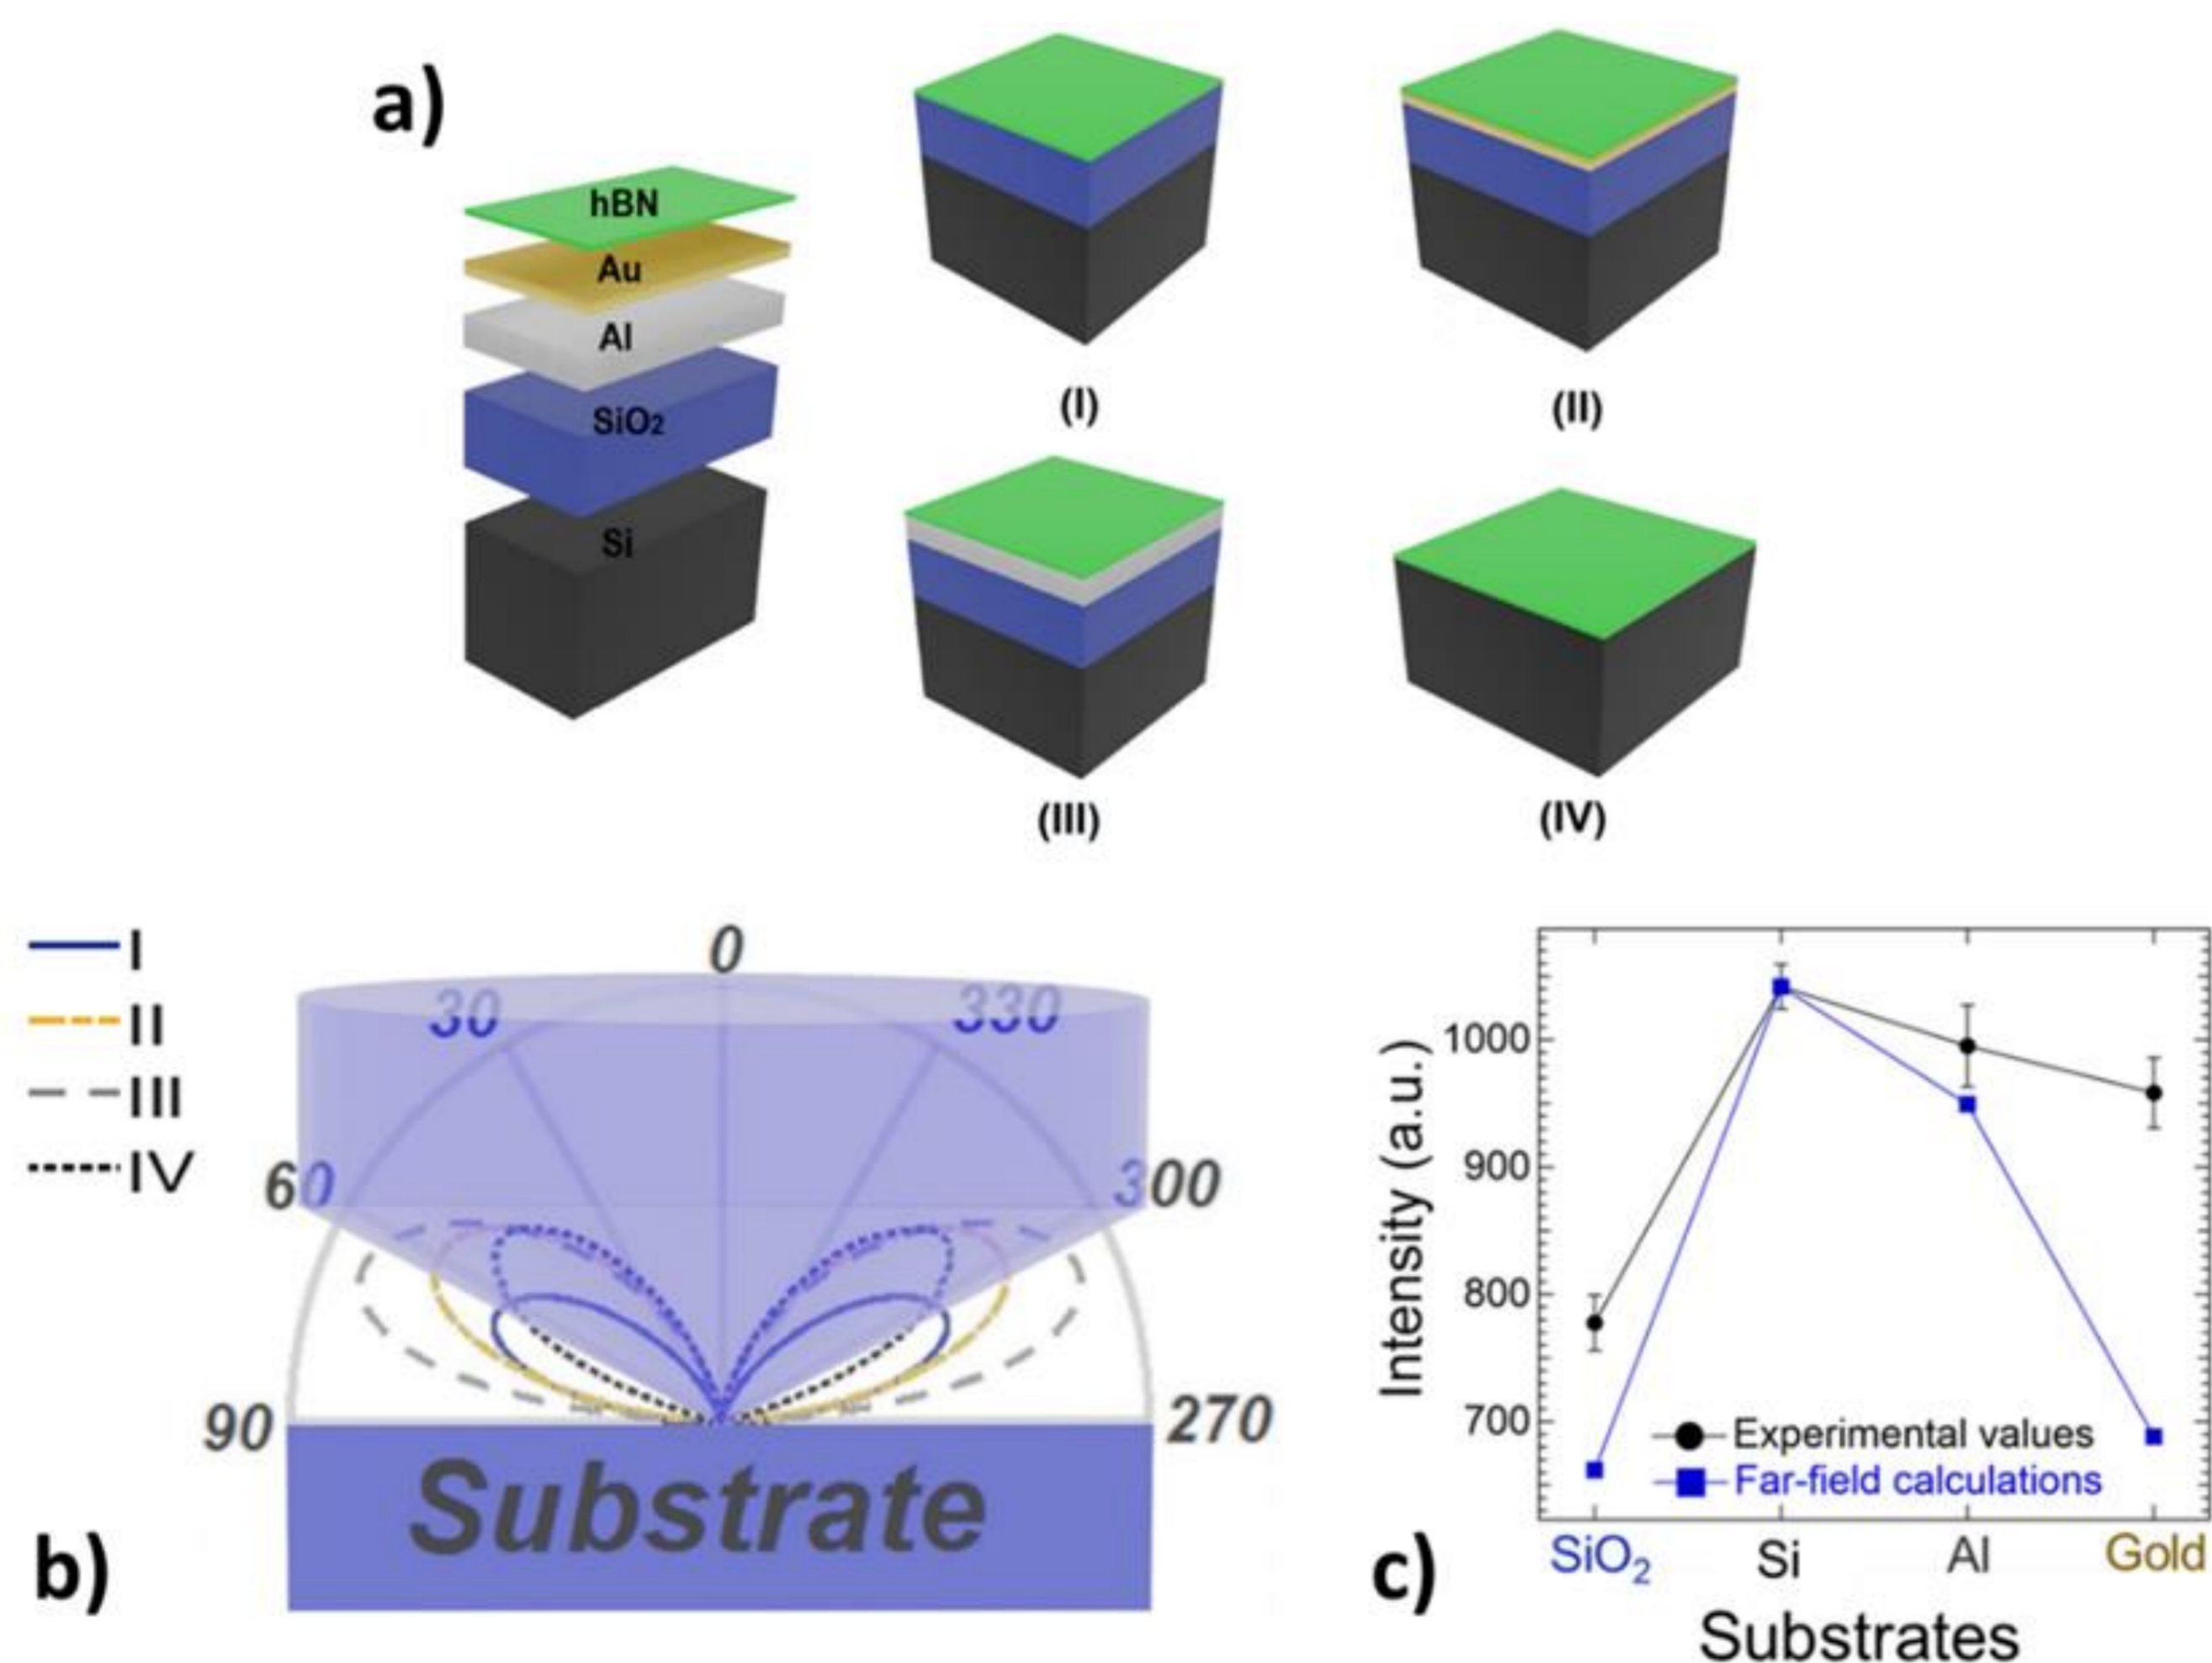 a)
hBN
Au
Al
SiO₂
Si
(I)
(II)
(III)
(IV)
I
II
III
IV
0
30
330
60
300
90
270
Substrate
b)
Intensity (a.u.)
1000
900
800
700
Experimental values
Far-field calculations
SiO₂ Si Al Gold
Substrates
c)